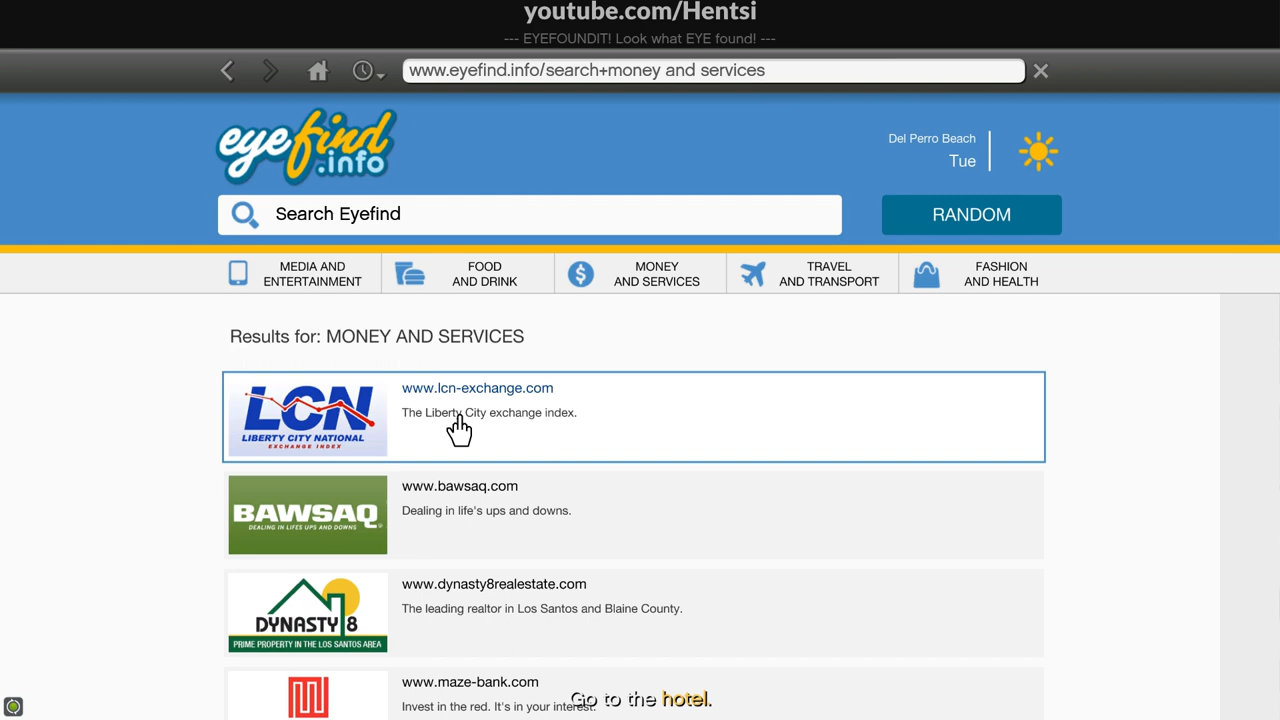 youtube.com/Hentsi
--- EYEFOUNDIT! Look what EYE found! ---
www.eyefind.info/search+money and services
eyefind
.info
Del Perro Beach
Tue
Search Eyefind
RANDOM
MEDIA AND
ENTERTAINMENT
FOOD
AND DRINK
MONEY
AND SERVICES
TRAVEL
AND TRANSPORT
FASHION
AND HEALTH
Results for: MONEY AND SERVICES
LCN
LIBERTY CITY NATIONAL
EXCHANGE INDEX
www.lcn-exchange.com
The Liberty City exchange index.
BAWSAQ
DEALING IN LIFES UPS AND DOWNS
www.bawsaq.com
Dealing in life's ups and downs.
DYNASTY 8
PRIME PROPERTY IN THE LOS SANTOS AREA
www.dynasty8realestate.com
The leading realtor in Los Santos and Blaine County.
www.maze-bank.com
Invest in the red. It's in your interest.
Go to the hotel.